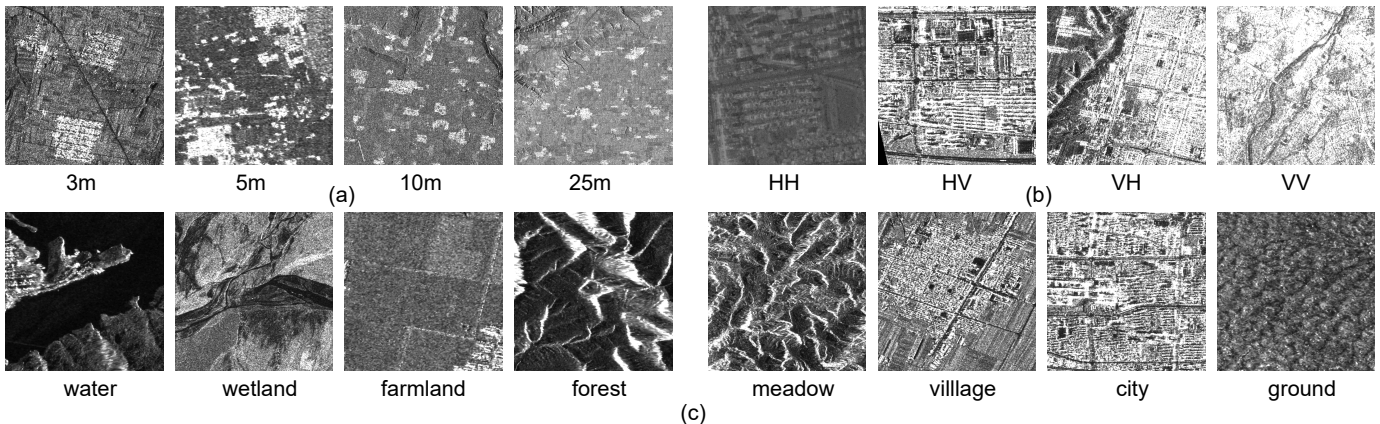 3m 5m 10m 25m HH HV VH VV
(a) (b)
water wetland farmland forest meadow villlage city ground
(c)